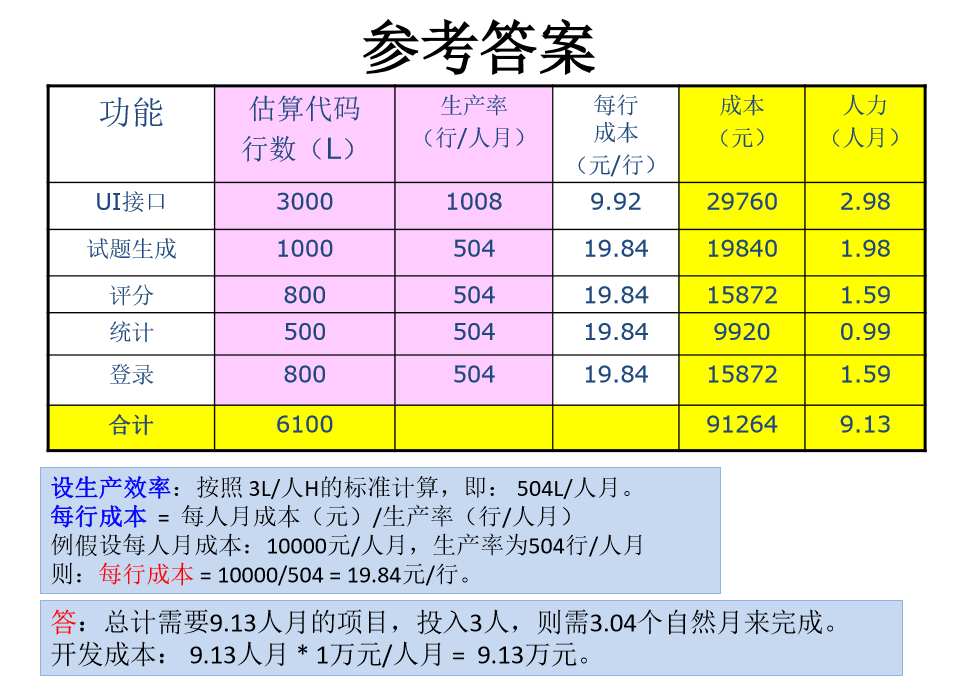 参考答案
功能 估算代码行数（L） 生产率（行/人月） 每行成本（元/行） 成本（元） 人力（人月）
UI接口 3000 1008 9.92 29760 2.98
试题生成 1000 504 19.84 19840 1.98
评分 800 504 19.84 15872 1.59
统计 500 504 19.84 9920 0.99
登录 800 504 19.84 15872 1.59
合计 6100 91264 9.13
设生产效率：按照 3L/人H的标准计算，即： 504L/人月。
每行成本 = 每人月成本（元）/生产率（行/人月）
例假设每人月成本：10000元/人月，生产率为504行/人月
则：每行成本 = 10000/504 = 19.84元/行。
答：总计需要9.13人月的项目，投入3人，则需3.04个自然月来完成。
开发成本： 9.13人月 * 1万元/人月 = 9.13万元。